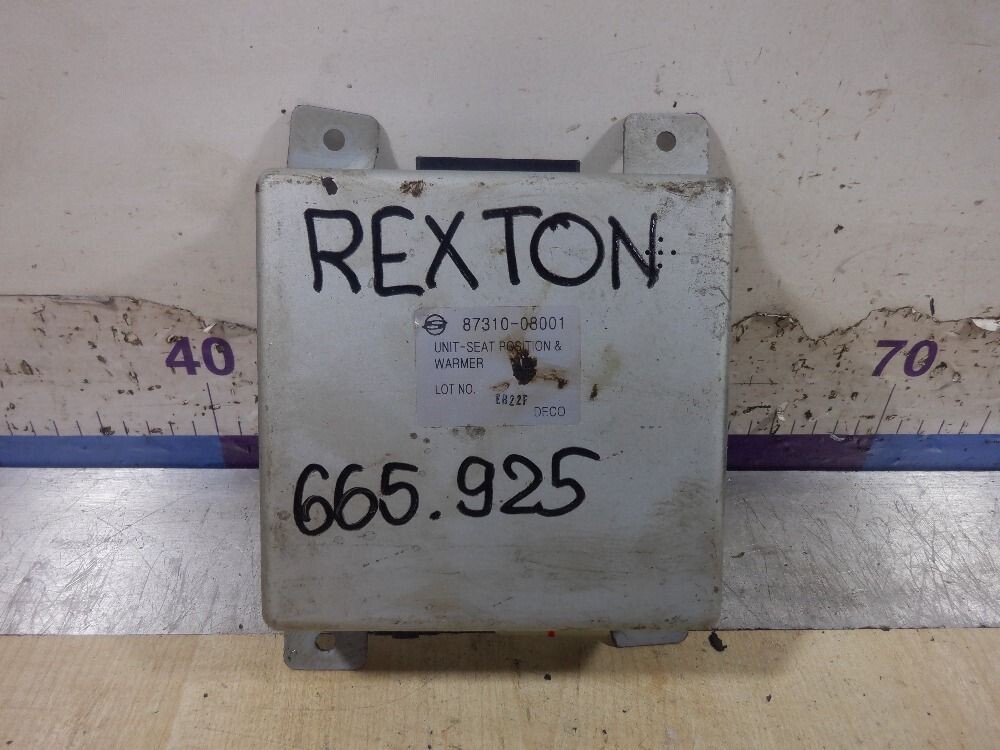 REXTON
87310-08001
UNIT-SEAT POSITION &
WARMER
LOT NO. E822F
DECO
40
70
665.925